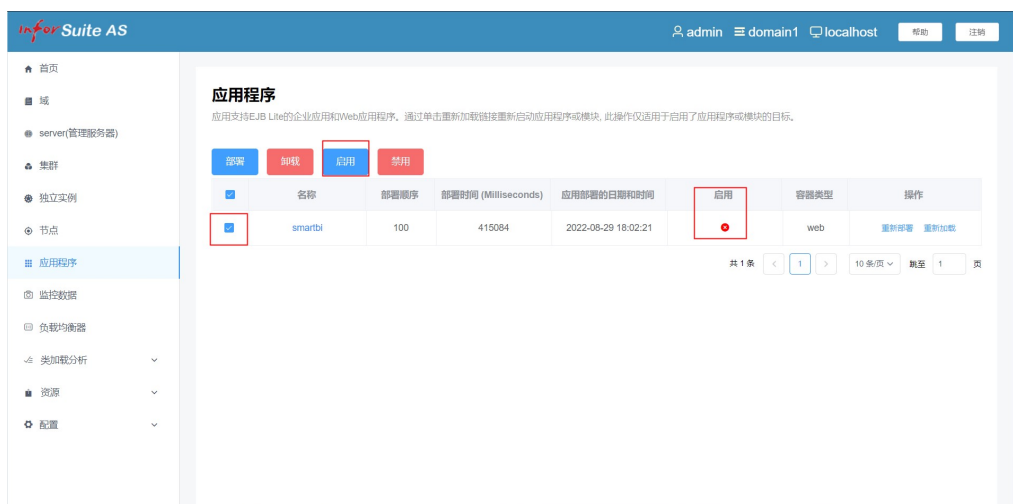 InforSuite AS
admin domain1 localhost 帮助 注销
首页
域
server(管理服务器)
集群
独立实例
节点
应用程序
监控数据
负载均衡器
类加载分析
资源
配置
应用程序
应用支持EJB Lite的企业应用和Web应用程序。通过单击重新加载链接重新启动应用程序或模块, 此操作仅适用于启用了应用程序或模块的目标。
部署 卸载 启用 禁用
名称 部署顺序 部署时间 (Milliseconds) 应用部署的日期和时间 启用 容器类型 操作
smartbi 100 415084 2022-08-29 18:02:21 web 重新部署 重新加载
共 1 条 < 1 > 10 条/页 跳至 1 页